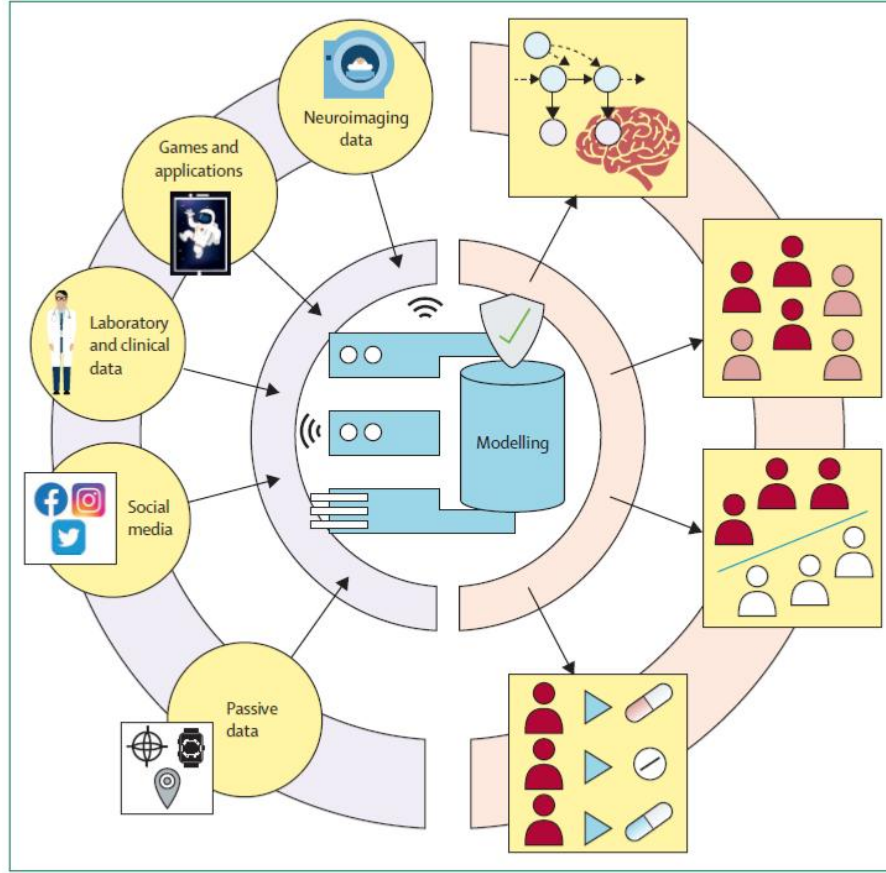 Neuroimaging
data
Games and
applications
Laboratory
and clinical
data
Social
media
Passive
data
Modelling